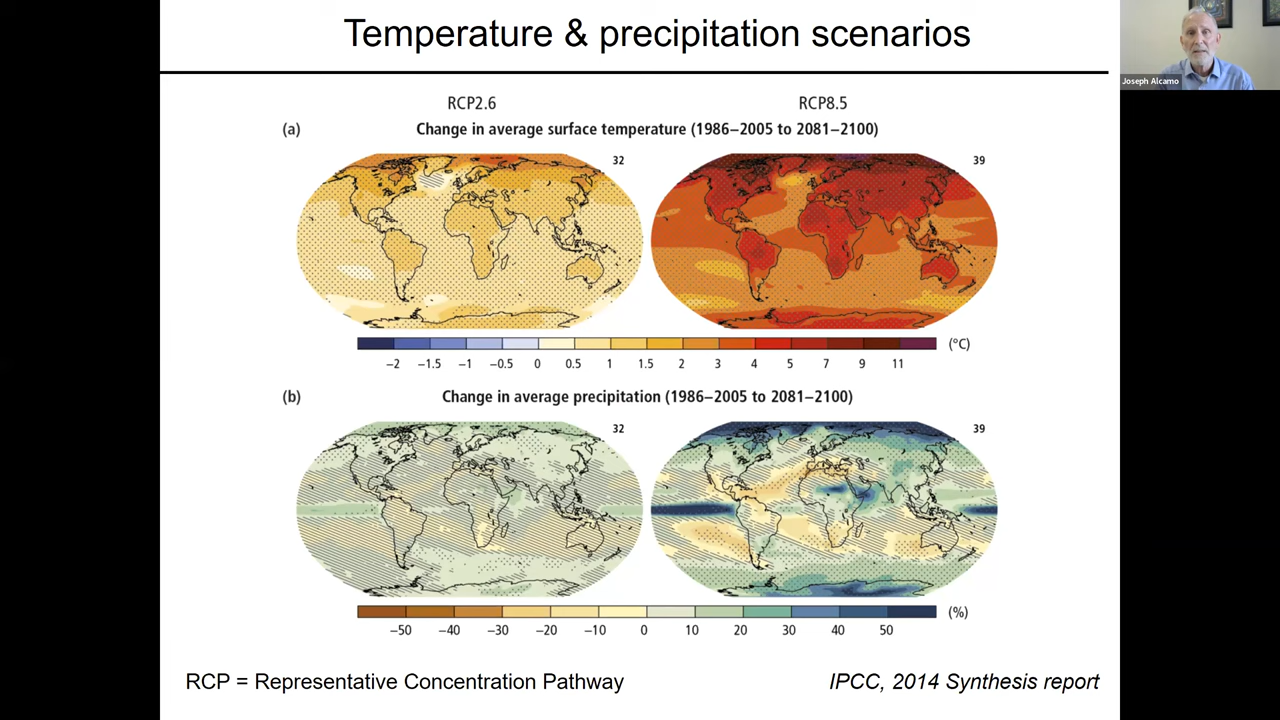 Temperature & precipitation scenarios
Joseph Alcamo
RCP2.6 RCP8.5
(a) Change in average surface temperature (1986–2005 to 2081–2100)
32 39
−2 −1.5 −1 −0.5 0 0.5 1 1.5 2 3 4 5 7 9 11 (°C)
(b) Change in average precipitation (1986–2005 to 2081–2100)
32 39
−50 −40 −30 −20 −10 0 10 20 30 40 50 (%)
RCP = Representative Concentration Pathway IPCC, 2014 Synthesis report